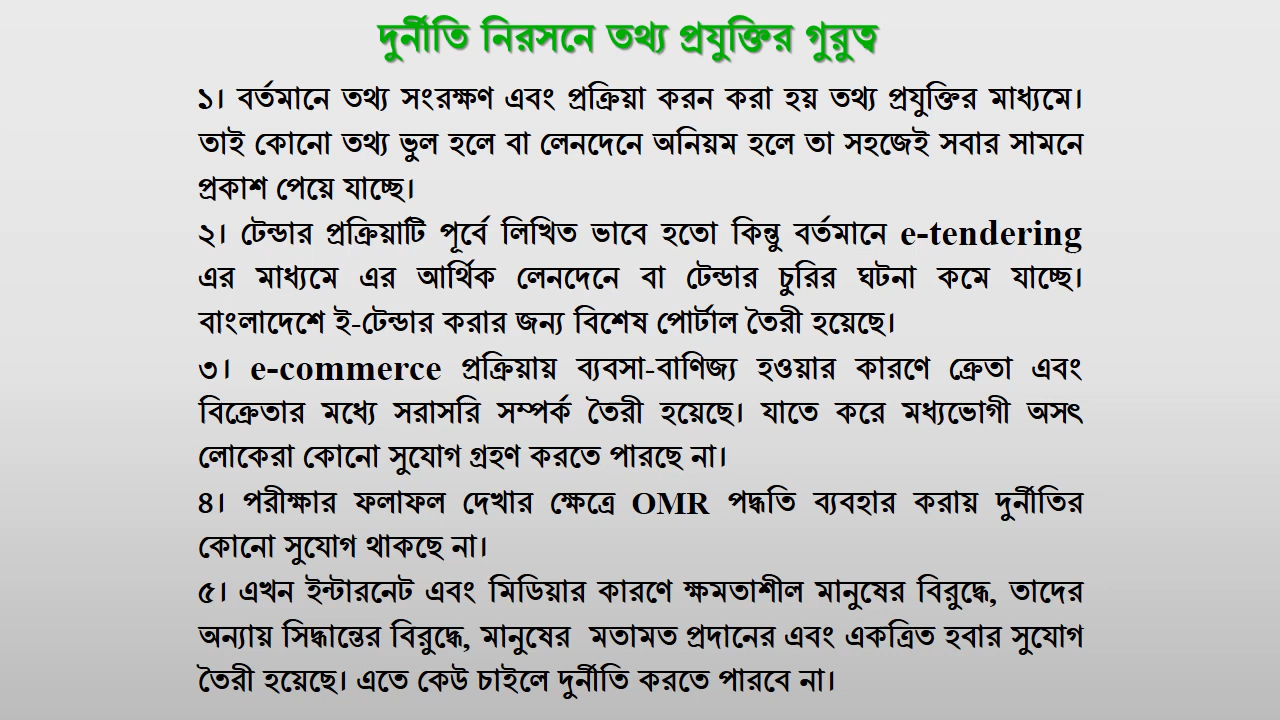 দুর্নীতি নিরসনে তথ্য প্রযুক্তির গুরুত্ব
১। বর্তমানে তথ্য সংরক্ষণ এবং প্রক্রিয়া করন করা হয় তথ্য প্রযুক্তির মাধ্যমে।
তাই কোনো তথ্য ভুল হলে বা লেনদেনে অনিয়ম হলে তা সহজেই সবার সামনে
প্রকাশ পেয়ে যাচ্ছে।
২। টেন্ডার প্রক্রিয়াটি পূর্বে লিখিত ভাবে হতো কিন্তু বর্তমানে e-tendering
এর মাধ্যমে এর আর্থিক লেনদেনে বা টেন্ডার চুরির ঘটনা কমে যাচ্ছে।
বাংলাদেশে ই-টেন্ডার করার জন্য বিশেষ পোর্টাল তৈরী হয়েছে।
৩। e-commerce প্রক্রিয়ায় ব্যবসা-বাণিজ্য হওয়ার কারণে ক্রেতা এবং
বিক্রেতার মধ্যে সরাসরি সম্পর্ক তৈরী হয়েছে। যাতে করে মধ্যভোগী অসৎ
লোকেরা কোনো সুযোগ গ্রহণ করতে পারছে না।
৪। পরীক্ষার ফলাফল দেখার ক্ষেত্রে OMR পদ্ধতি ব্যবহার করায় দুর্নীতির
কোনো সুযোগ থাকছে না।
৫। এখন ইন্টারনেট এবং মিডিয়ার কারণে ক্ষমতাশীল মানুষের বিরুদ্ধে, তাদের
অন্যায় সিদ্ধান্তের বিরুদ্ধে, মানুষের মতামত প্রদানের এবং একত্রিত হবার সুযোগ
তৈরী হয়েছে। এতে কেউ চাইলে দুর্নীতি করতে পারবে না।